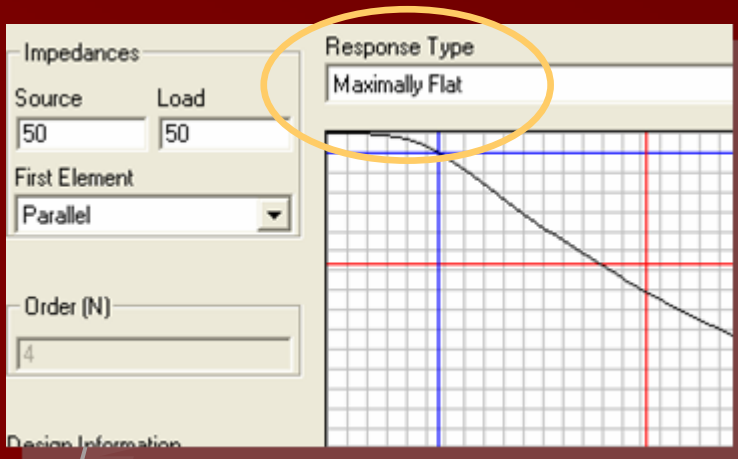 Impedances
Source Load
50 50
First Element
Parallel
Order (N)
4
Design Information
Response Type
Maximally Flat